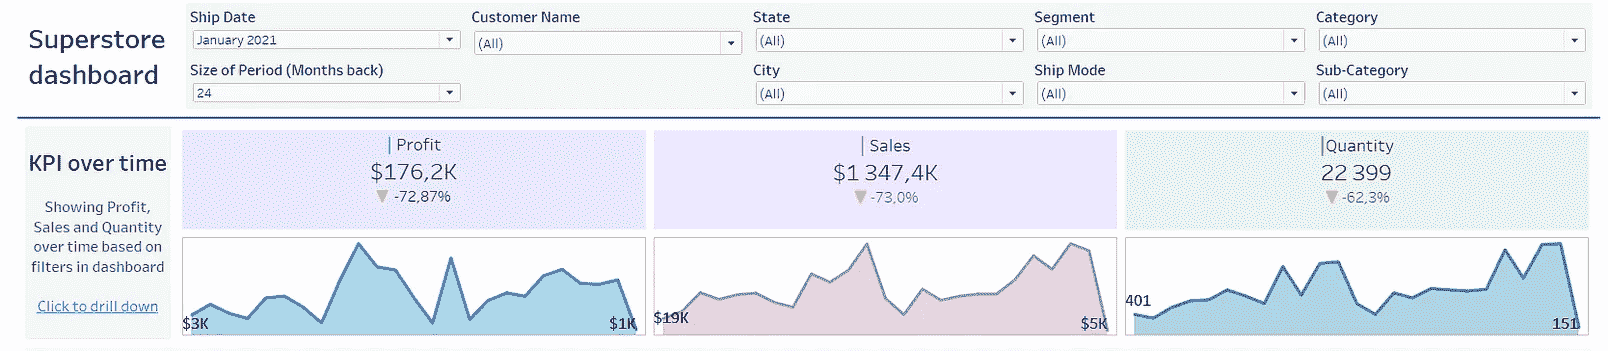 Superstore
dashboard
Ship Date
January 2021
Size of Period (Months back)
24
Customer Name
(All)
State
(All)
City
(All)
Segment
(All)
Ship Mode
(All)
Category
(All)
Sub-Category
(All)
KPI over time
Showing Profit,
Sales and Quantity
over time based on
filters in dashboard
Click to drill down
Profit
$176,2K
▼ -72,87%
$3K
$1K
Sales
$1 347,4K
▼ -73,0%
$19K
$5K
Quantity
22 399
▼ -62,3%
401
151